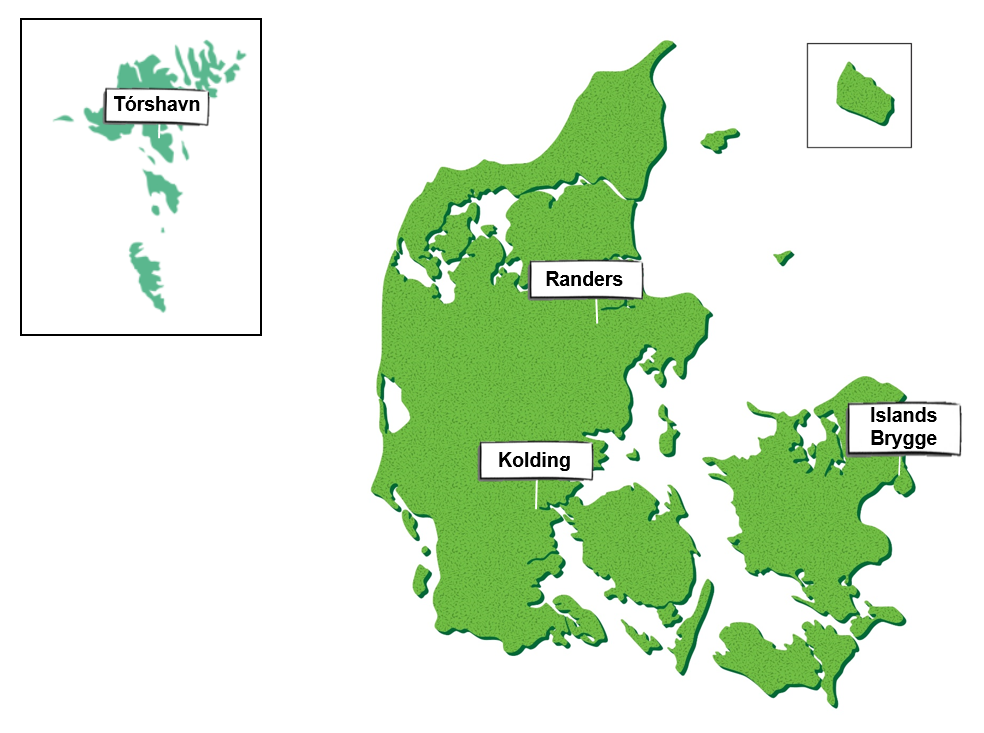 Tórshavn
Randers
Islands
Brygge
Kolding